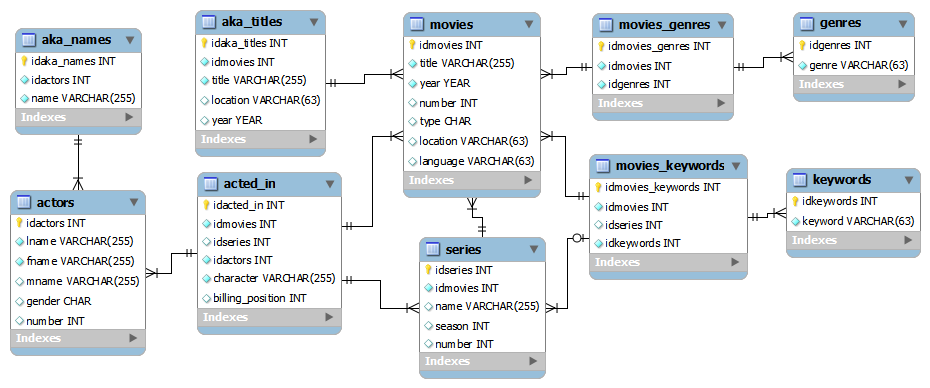 aka_names
idaka_names INT
idactors INT
name VARCHAR(255)
Indexes
aka_titles
idaka_titles INT
idmovies INT
title VARCHAR(255)
location VARCHAR(63)
year YEAR
Indexes
movies
idmovies INT
title VARCHAR(255)
year YEAR
number INT
type CHAR
location VARCHAR(63)
language VARCHAR(63)
Indexes
movies_genres
idmovies_genres INT
idmovies INT
idgenres INT
Indexes
genres
idgenres INT
genre VARCHAR(63)
Indexes
actors
idactors INT
lname VARCHAR(255)
fname VARCHAR(255)
mname VARCHAR(255)
gender CHAR
number INT
Indexes
acted_in
idacted_in INT
idmovies INT
idseries INT
idactors INT
character VARCHAR(255)
billing_position INT
Indexes
series
idseries INT
idmovies INT
name VARCHAR(255)
season INT
number INT
Indexes
movies_keywords
idmovies_keywords INT
idmovies INT
idseries INT
idkeywords INT
Indexes
keywords
idkeywords INT
keyword VARCHAR(63)
Indexes